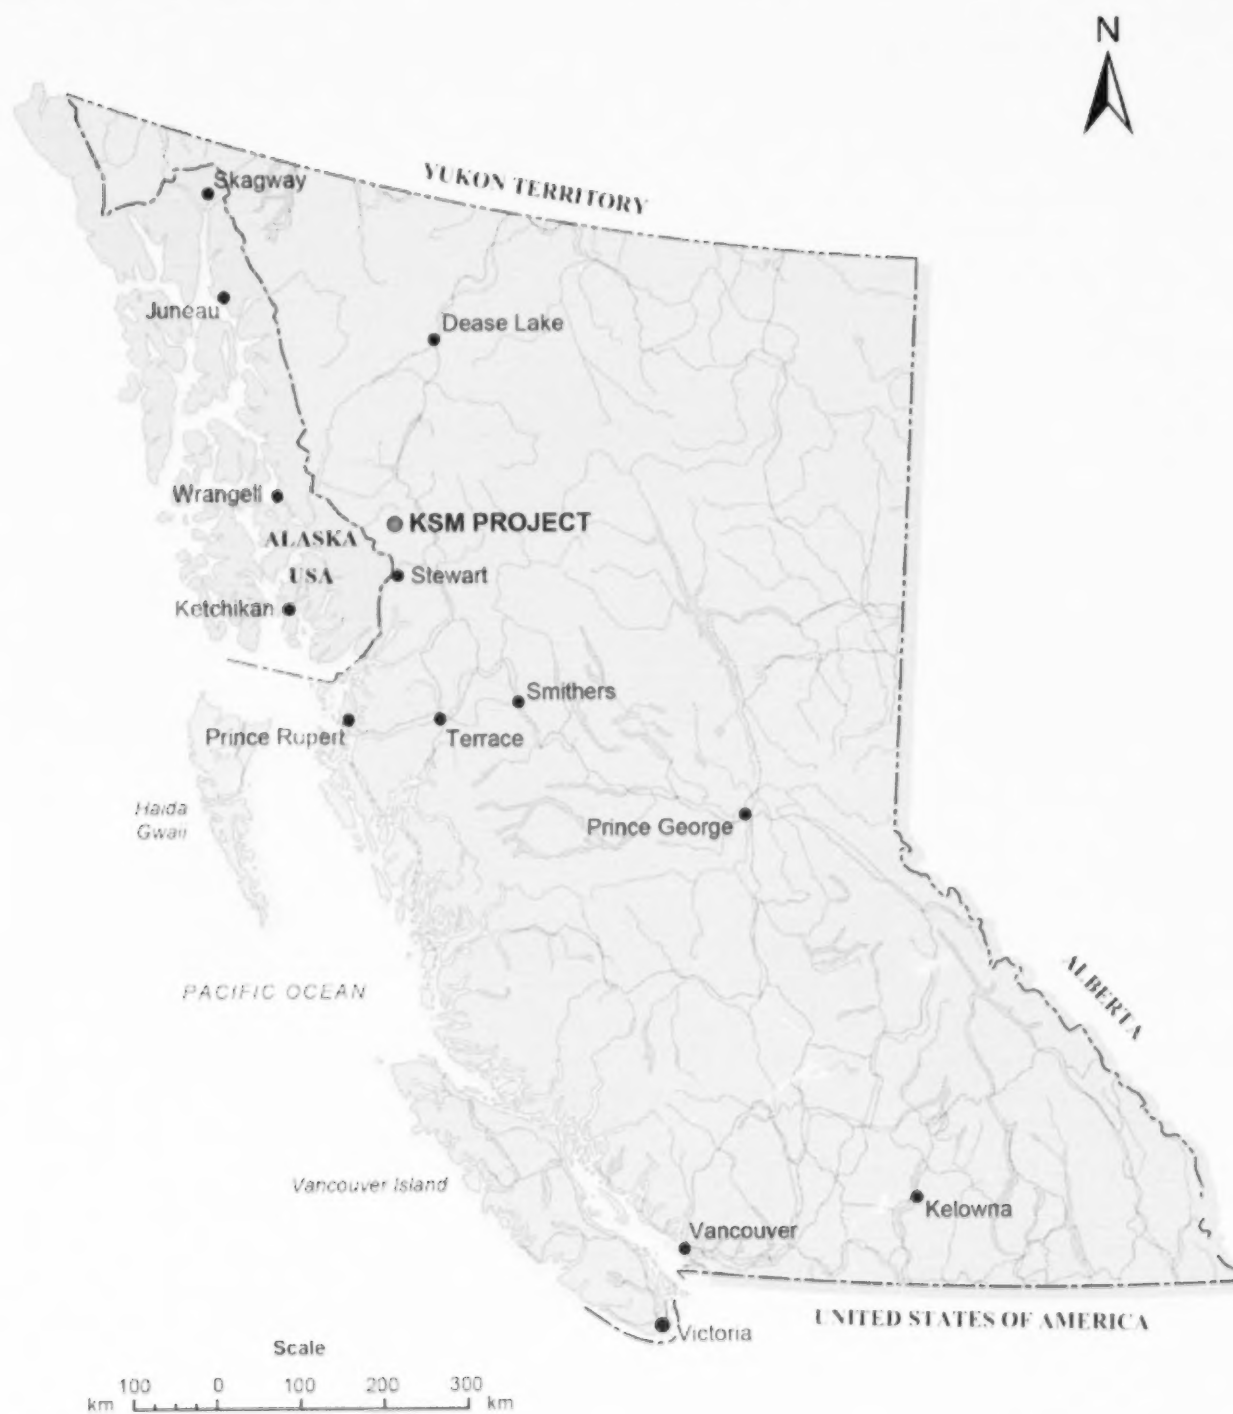 N
YUKON TERRITORY
Skagway
Juneau
Dease Lake
Wrangell
KSM PROJECT
ALASKA
USA
Stewart
Ketchikan
Smithers
Prince Rupert
Terrace
Haida
Gwaii
Prince George
PACIFIC OCEAN
ALBERTA
Vancouver Island
Kelowna
Vancouver
UNITED STATES OF AMERICA
Victoria
Scale
100 0 100 200 300
km km